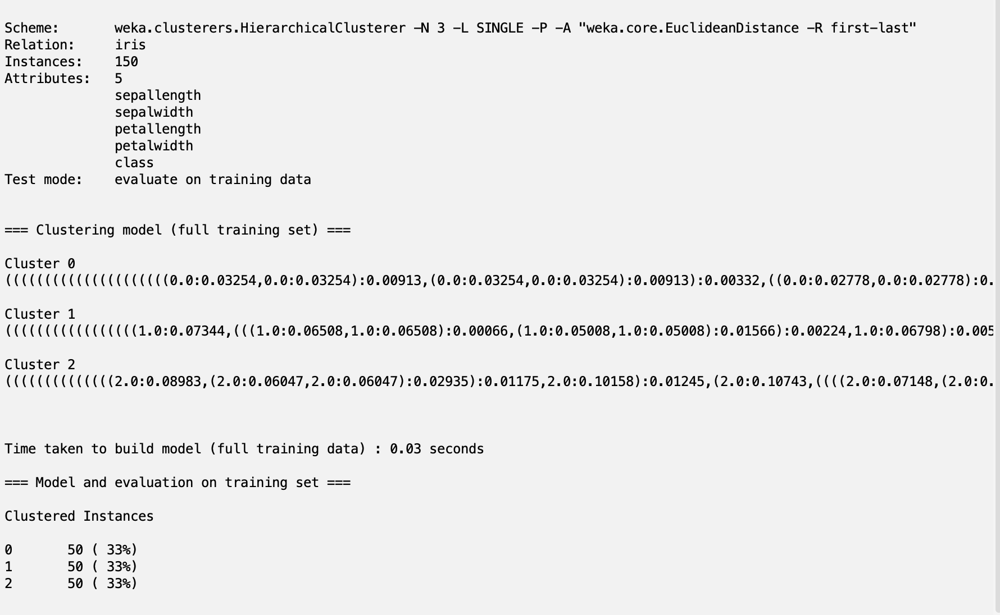 Scheme:       weka.clusterers.HierarchicalClusterer -N 3 -L SINGLE -P -A "weka.core.EuclideanDistance -R first-last"
Relation:     iris
Instances:    150
Attributes:   5
              sepallength
              sepalwidth
              petallength
              petalwidth
              class
Test mode:    evaluate on training data
=== Clustering model (full training set) ===
Cluster 0
(((((((((((((((((((((0.0:0.03254,0.0:0.03254):0.00913,(0.0:0.03254,0.0:0.03254):0.00913):0.00332,((0.0:0.02778,0.0:0.02778):0.
Cluster 1
(((((((((((((((((1.0:0.07344,(((1.0:0.06508,1.0:0.06508):0.00066,(1.0:0.05008,1.0:0.05008):0.01566):0.00224,1.0:0.06798):0.005
Cluster 2
((((((((((((((2.0:0.08983,(2.0:0.06047,2.0:0.06047):0.02935):0.01175,2.0:0.10158):0.01245,(2.0:0.10743,((((2.0:0.07148,(2.0:0.
Time taken to build model (full training data) : 0.03 seconds
=== Model and evaluation on training set ===
Clustered Instances
0       50 ( 33%)
1       50 ( 33%)
2       50 ( 33%)